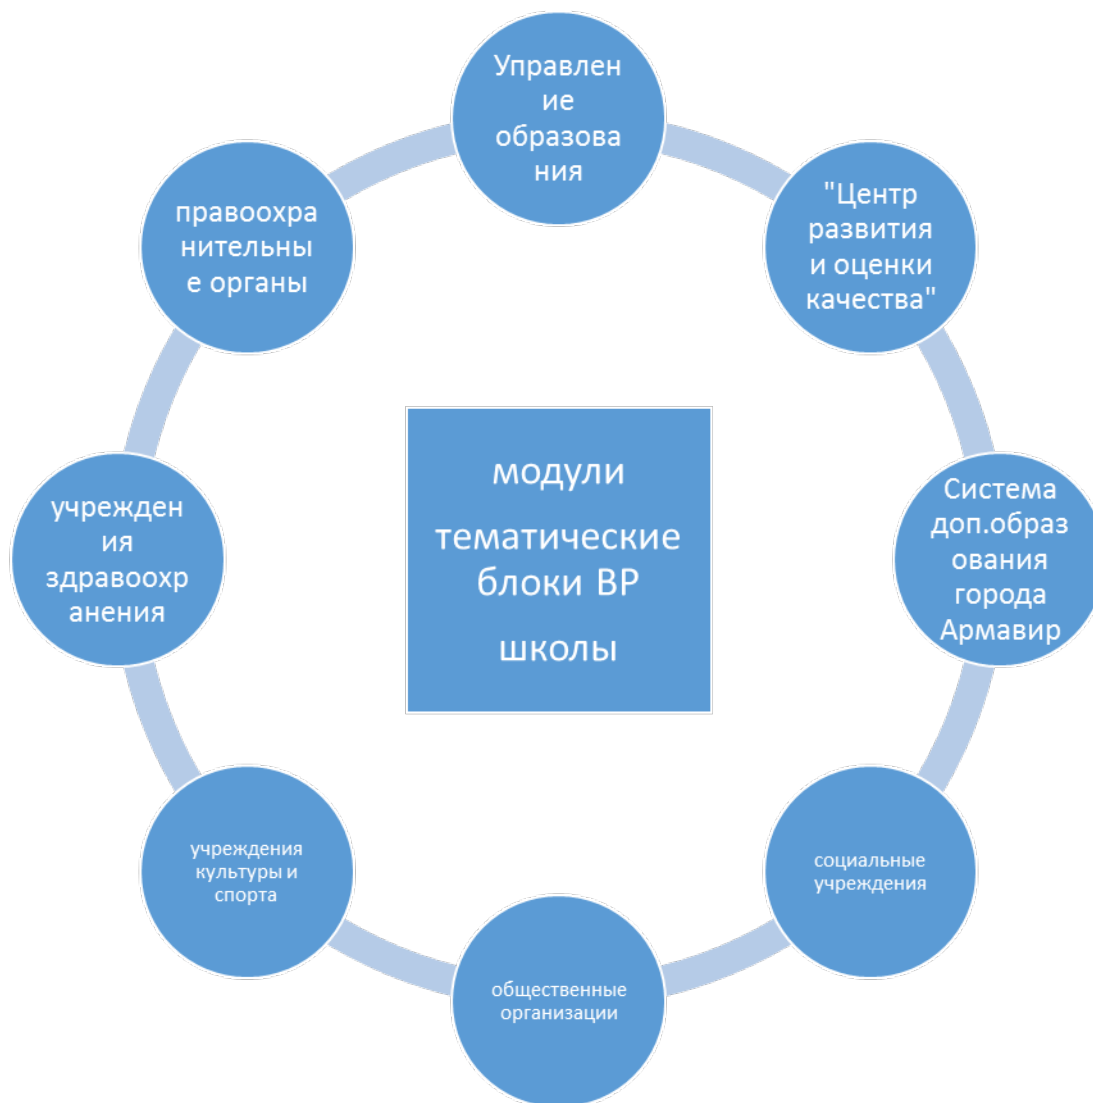 Управлен
ие
образова
ния
"Центр
развития
и оценки
качества"
Система
доп.образ
ования
города
Армавир
социальные
учреждения
общественные
организации
учреждения
культуры и
спорта
учрежден
ия
здравоохр
анения
правоохра
нительны
е органы
модули
тематические
блоки ВР
школы